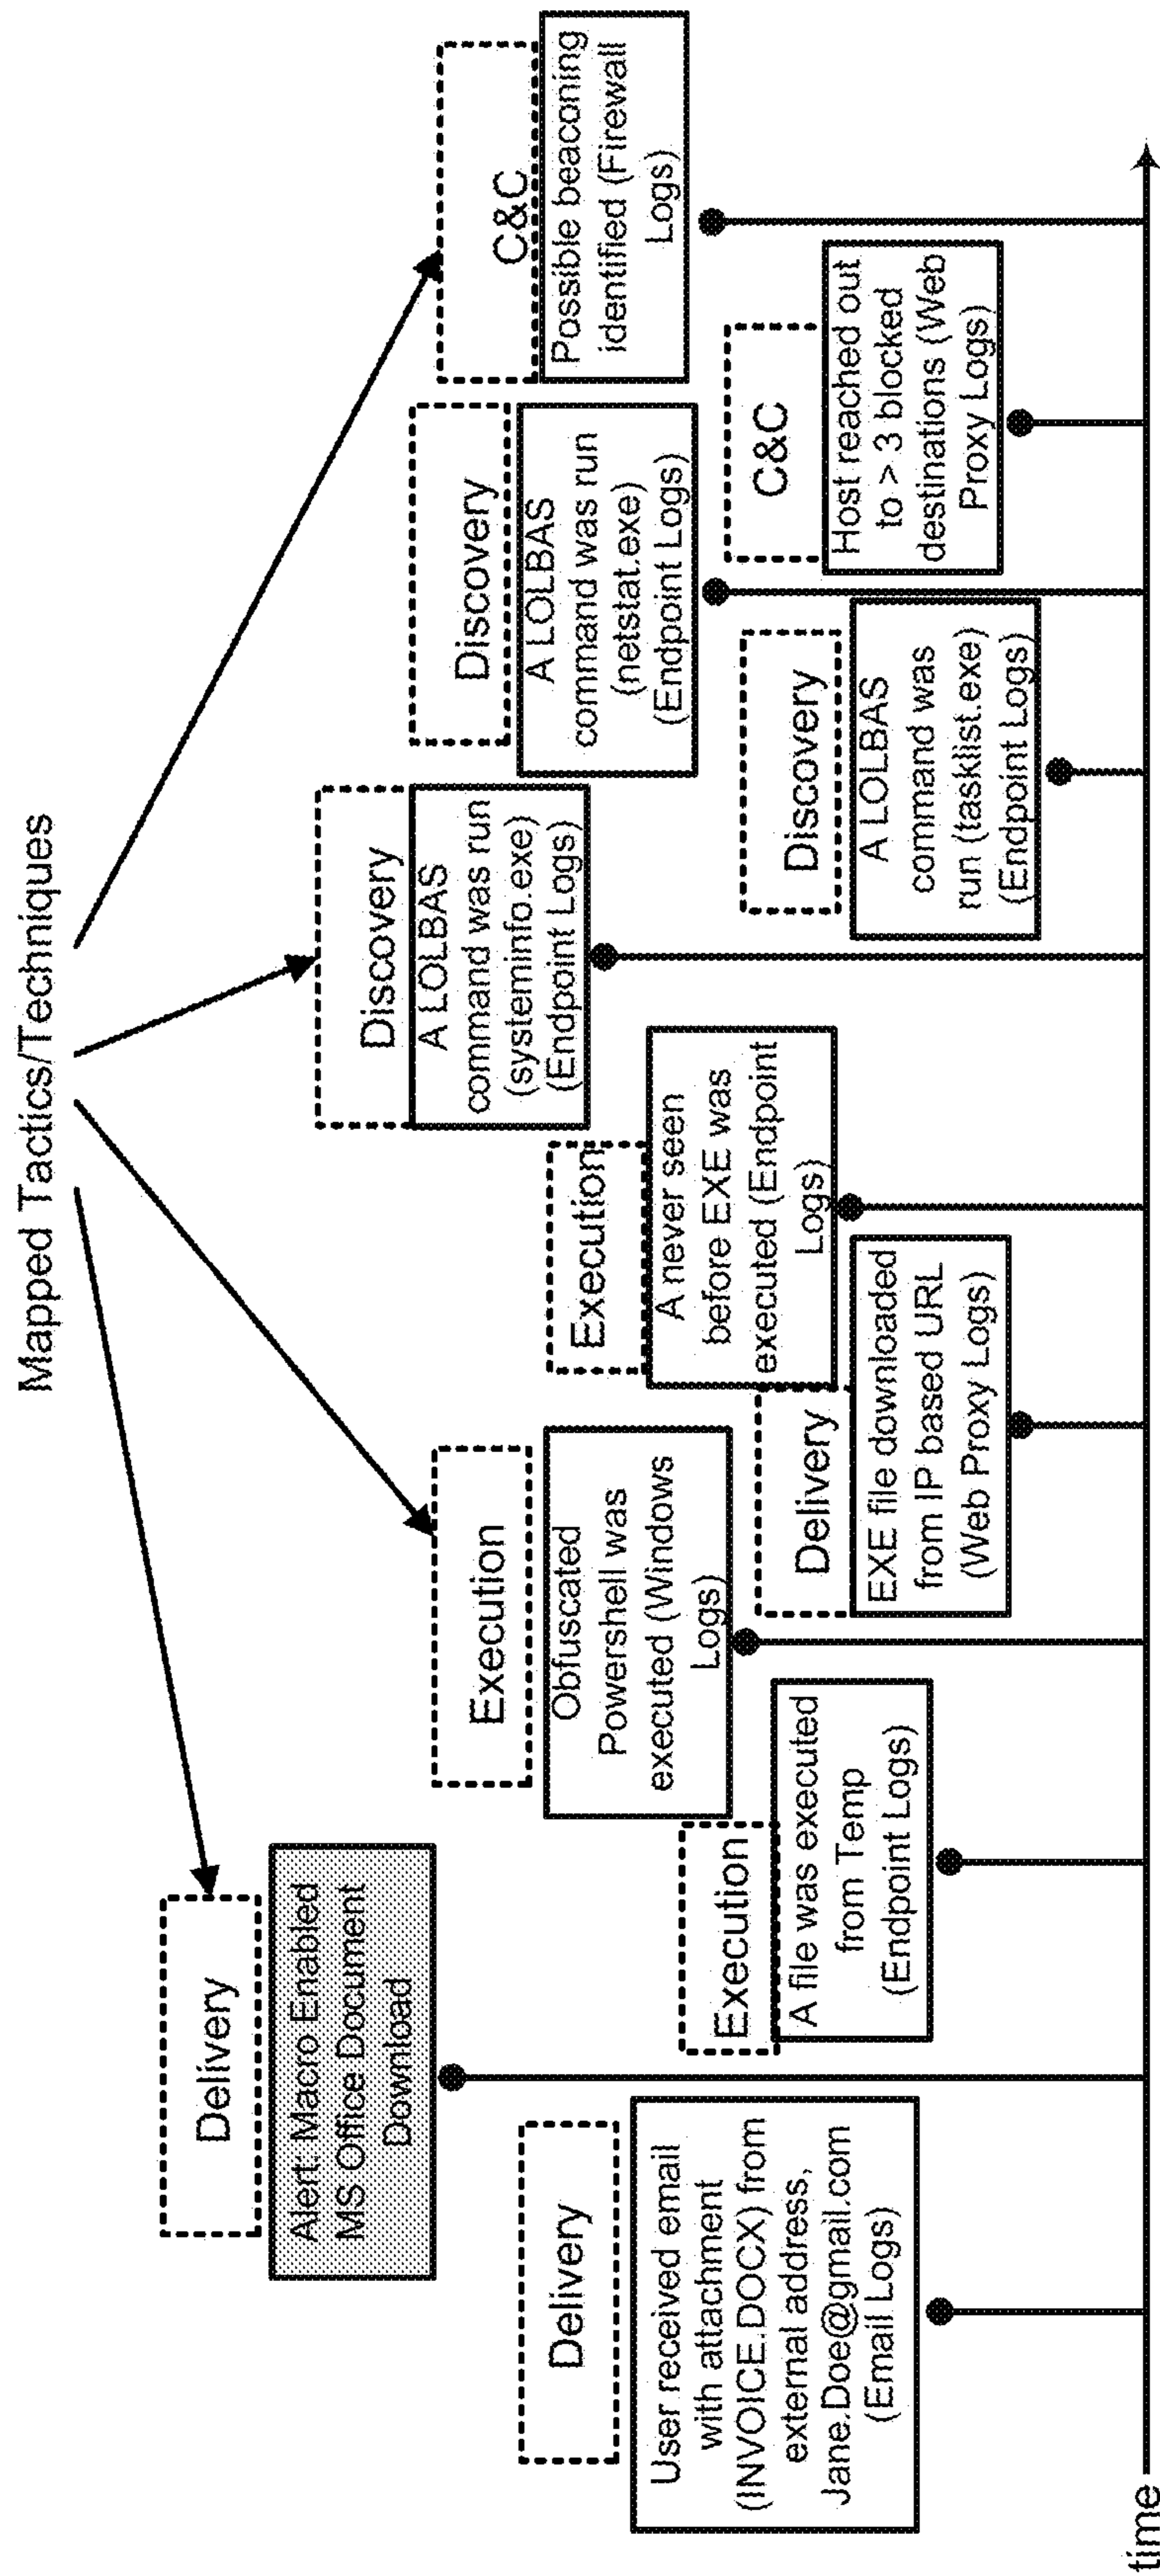 Mapped Tactics/Techniques
Delivery
User received email
with attachment
(INVOICE.DOCX) from
external address,
Jane.Doe@gmail.com
(Email Logs)
Delivery
Alert: Macro Enabled
MS Office Document
Download
Execution
A file was executed
from Temp
(Endpoint Logs)
Execution
Obfuscated
Powershell was
executed (Windows
Logs)
Delivery
EXE file downloaded
from IP based URL
(Web Proxy Logs)
Execution
A never seen
before EXE was
executed (Endpoint
Logs)
Discovery
A LOLBAS
command was run
(systeminfo.exe)
(Endpoint Logs)
Discovery
A LOLBAS
command was
run (tasklist.exe)
(Endpoint Logs)
Discovery
A LOLBAS
command was run
(netstat.exe)
(Endpoint Logs)
C&C
Host reached out
to > 3 blocked
destinations (Web
Proxy Logs)
C&C
Possible beaconing
identified (Firewall
Logs)
time